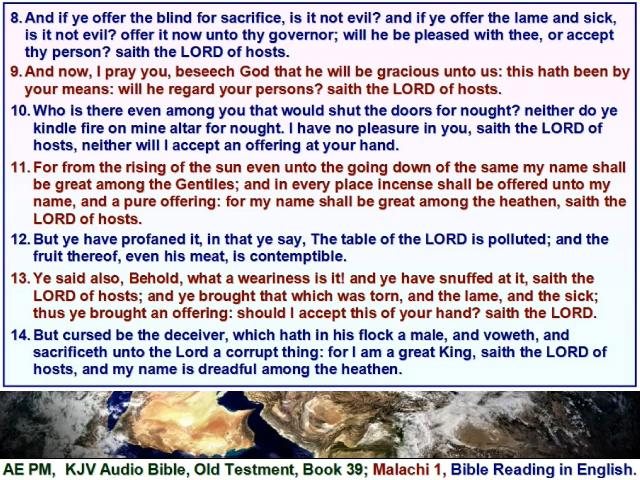 8. And if ye offer the blind for sacrifice, is it not evil? and if ye offer the lame and sick,
is it not evil? offer it now unto thy governor; will he be pleased with thee, or accept
thy person? saith the LORD of hosts.
9. And now, I pray you, beseech God that he will be gracious unto us: this hath been by
your means: will he regard your persons? saith the LORD of hosts.
10. Who is there even among you that would shut the doors for nought? neither do ye
kindle fire on mine altar for nought. I have no pleasure in you, saith the LORD of
hosts, neither will I accept an offering at your hand.
11. For from the rising of the sun even unto the going down of the same my name shall
be great among the Gentiles; and in every place incense shall be offered unto my
name, and a pure offering: for my name shall be great among the heathen, saith the
LORD of hosts.
12. But ye have profaned it, in that ye say, The table of the LORD is polluted; and the
fruit thereof, even his meat, is contemptible.
13. Ye said also, Behold, what a weariness is it! and ye have snuffed at it, saith the
LORD of hosts; and ye brought that which was torn, and the lame, and the sick;
thus ye brought an offering: should I accept this of your hand? saith the LORD.
14. But cursed be the deceiver, which hath in his flock a male, and voweth, and
sacrificeth unto the Lord a corrupt thing: for I am a great King, saith the LORD of
hosts, and my name is dreadful among the heathen.
AE PM, KJV Audio Bible, Old Testment, Book 39; Malachi 1, Bible Reading in English.